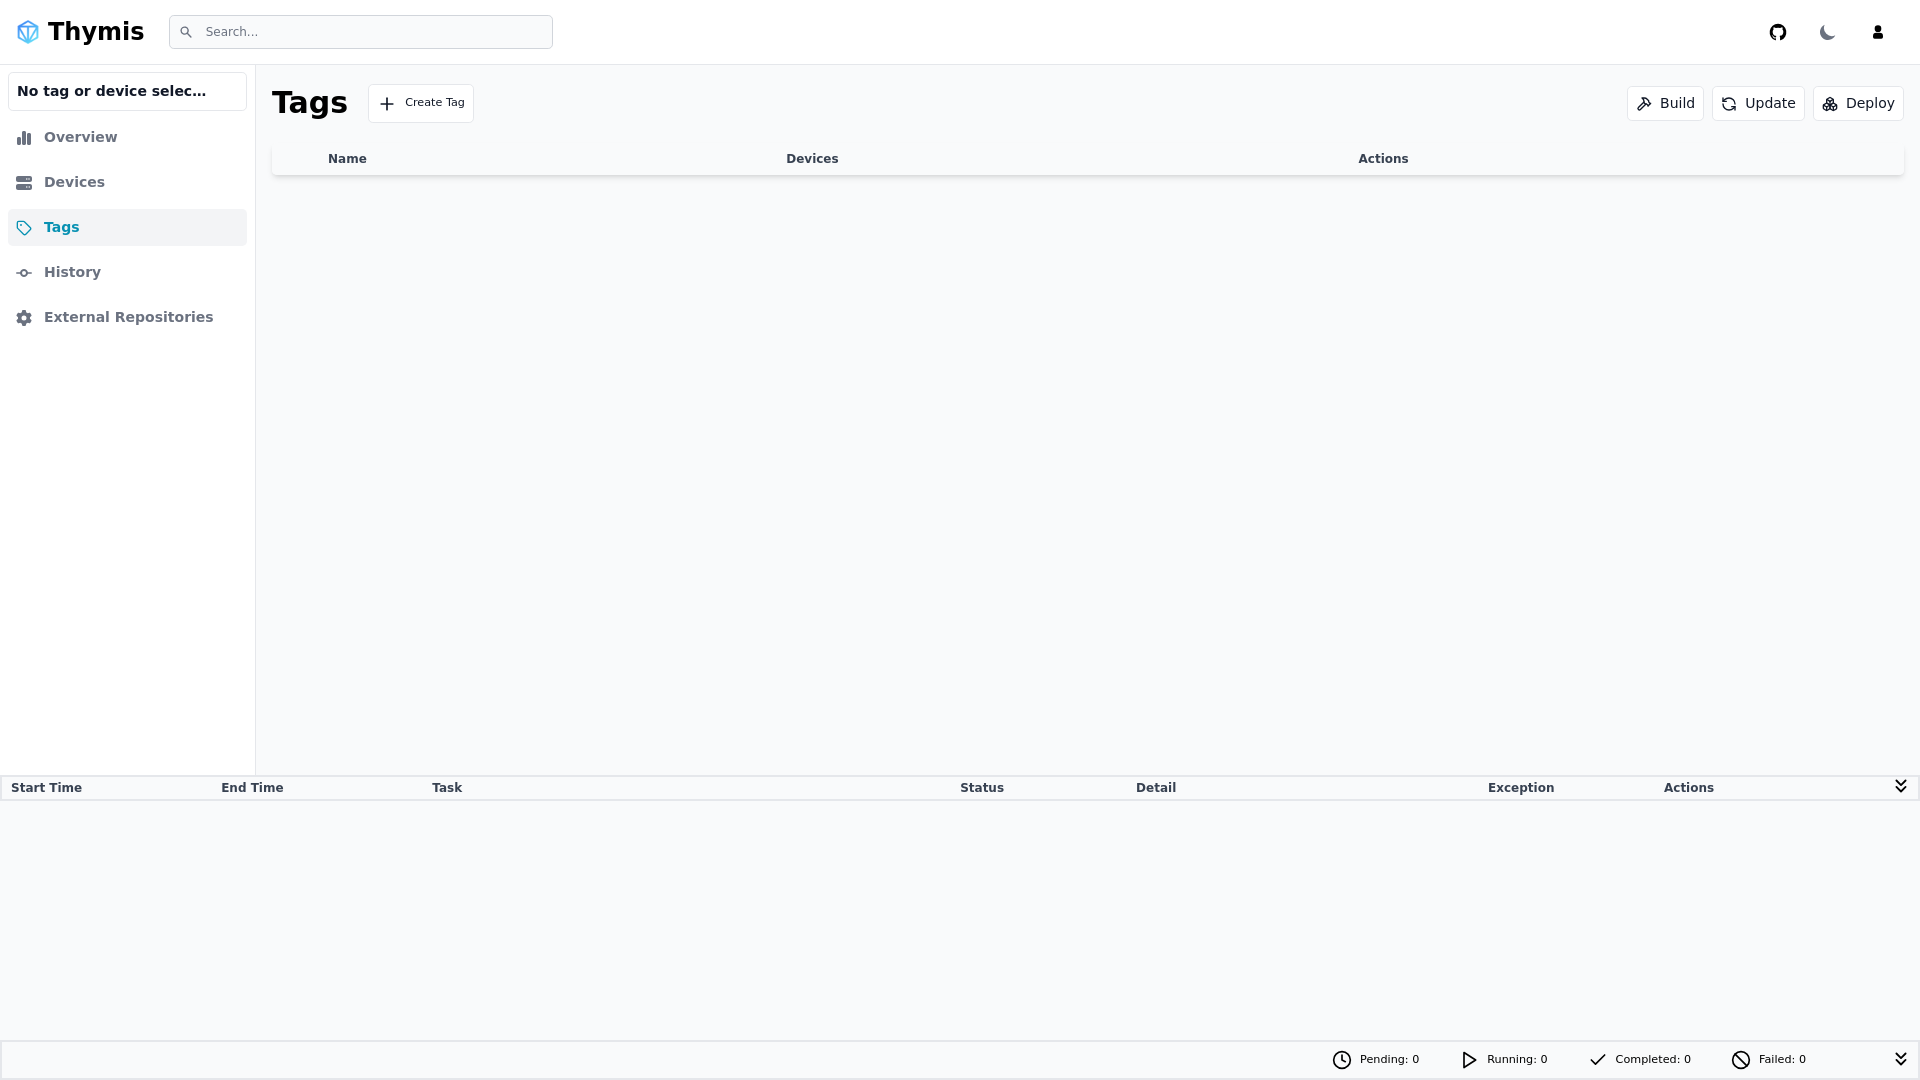 Thymis
Search...
No tag or device selec...
Overview
Devices
Tags
History
External Repositories
Tags
Create Tag
Build
Update
Deploy
Name Devices Actions
Start Time End Time Task Status Detail Exception Actions
Pending: 0 Running: 0 Completed: 0 Failed: 0